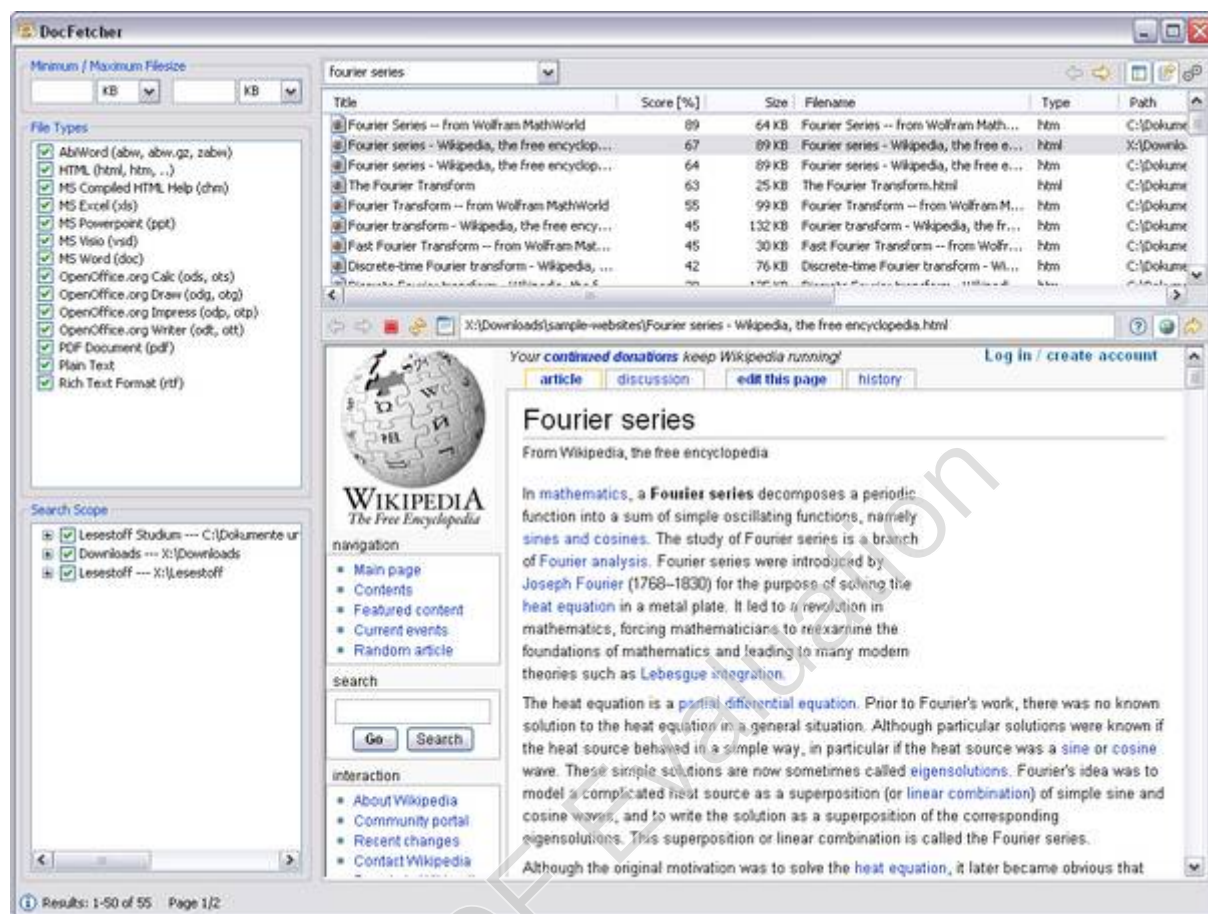 DocFetcher
Minimum / Maximum Filesize
KB KB
File Types
AbiWord (abw, abw.gz, zabw)
HTML (html, htm, ..)
MS Compiled HTML Help (chm)
MS Excel (xls)
MS Powerpoint (ppt)
MS Visio (vsd)
MS Word (doc)
OpenOffice.org Calc (ods, ots)
OpenOffice.org Draw (odg, otg)
OpenOffice.org Impress (odp, otp)
OpenOffice.org Writer (odt, ott)
PDF Document (pdf)
Plain Text
Rich Text Format (rtf)
Search Scope
Lesestoff Studium --- C:\Dokumente ur
Downloads --- X:\Downloads
Lesestoff --- X:\Lesestoff
fourier series
Title Score [%] Size Filename Type Path
Fourier Series -- from Wolfram MathWorld 89 64 KB Fourier Series -- from Wolfram Math... htm C:\Dokume
Fourier series - Wikipedia, the free encyclop... 67 89 KB Fourier series - Wikipedia, the free e... html X:\Downlo
Fourier series - Wikipedia, the free encyclop... 64 89 KB Fourier series - Wikipedia, the free e... htm C:\Dokume
The Fourier Transform 63 25 KB The Fourier Transform.html html C:\Dokume
Fourier Transform -- from Wolfram MathWorld 55 99 KB Fourier Transform -- from Wolfram M... htm C:\Dokume
Fourier transform - Wikipedia, the free ency... 45 132 KB Fourier transform - Wikipedia, the fr... htm C:\Dokume
Fast Fourier Transform -- from Wolfram Mat... 45 30 KB Fast Fourier Transform -- from Wolfr... htm C:\Dokume
Discrete-time Fourier transform - Wikipedia, ... 42 76 KB Discrete-time Fourier transform - Wi... htm C:\Dokume
X:\Downloads\sample-websites\Fourier series - Wikipedia, the free encyclopedia.html
Your continued donations keep Wikipedia running!
Log in / create account
article discussion edit this page history
WIKIPEDIA
The Free Encyclopedia
navigation
Main page
Contents
Featured content
Current events
Random article
search
Go Search
interaction
About Wikipedia
Community portal
Recent changes
Contact Wikipedia
Fourier series
From Wikipedia, the free encyclopedia
In mathematics, a Fourier series decomposes a periodic
function into a sum of simple oscillating functions, namely
sines and cosines. The study of Fourier series is a branch
of Fourier analysis. Fourier series were introduced by
Joseph Fourier (1768–1830) for the purpose of solving the
heat equation in a metal plate. It led to a revolution in
mathematics, forcing mathematicians to reexamine the
foundations of mathematics and leading to many modern
theories such as Lebesgue integration.
The heat equation is a partial differential equation. Prior to Fourier's work, there was no known
solution to the heat equation in a general situation. Although particular solutions were known if
the heat source behaved in a simple way, in particular if the heat source was a sine or cosine
wave. These simple solutions are now sometimes called eigensolutions. Fourier's idea was to
model a complicated heat source as a superposition (or linear combination) of simple sine and
cosine waves, and to write the solution as a superposition of the corresponding
eigensolutions. This superposition or linear combination is called the Fourier series.
Although the original motivation was to solve the heat equation, it later became obvious that
Results: 1-50 of 55 Page 1/2
Evaluation